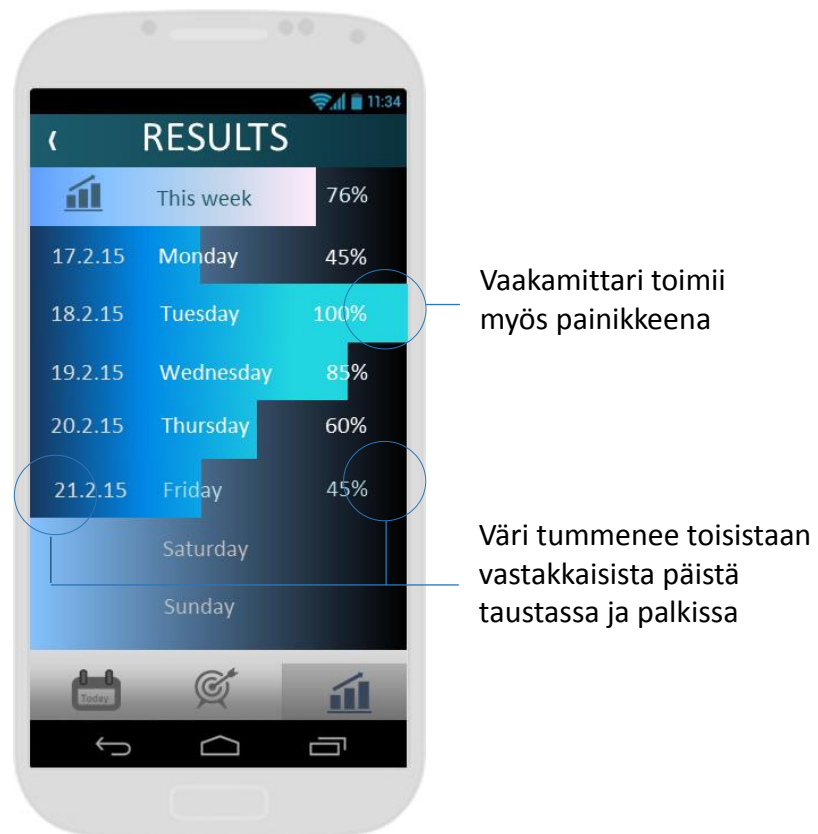 11:34
RESULTS
This week 76%
17.2.15 Monday 45%
18.2.15 Tuesday 100%
19.2.15 Wednesday 85%
20.2.15 Thursday 60%
21.2.15 Friday 45%
Saturday
Sunday
Today
Vaakamittari toimii
myös painikkeena
Väri tummenee toisistaan
vastakkaisista päistä
taustassa ja palkissa